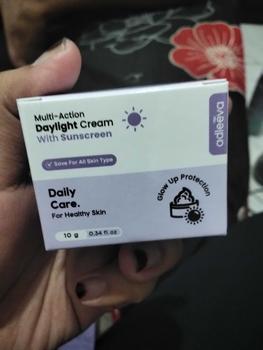 Multi-Action
Daylight Cream
With Sunscreen
adleeva
Save For All Skin Type
Daily
Care.
For Healthy Skin
Glow Up Protection
10 g 0.34 fl.oz